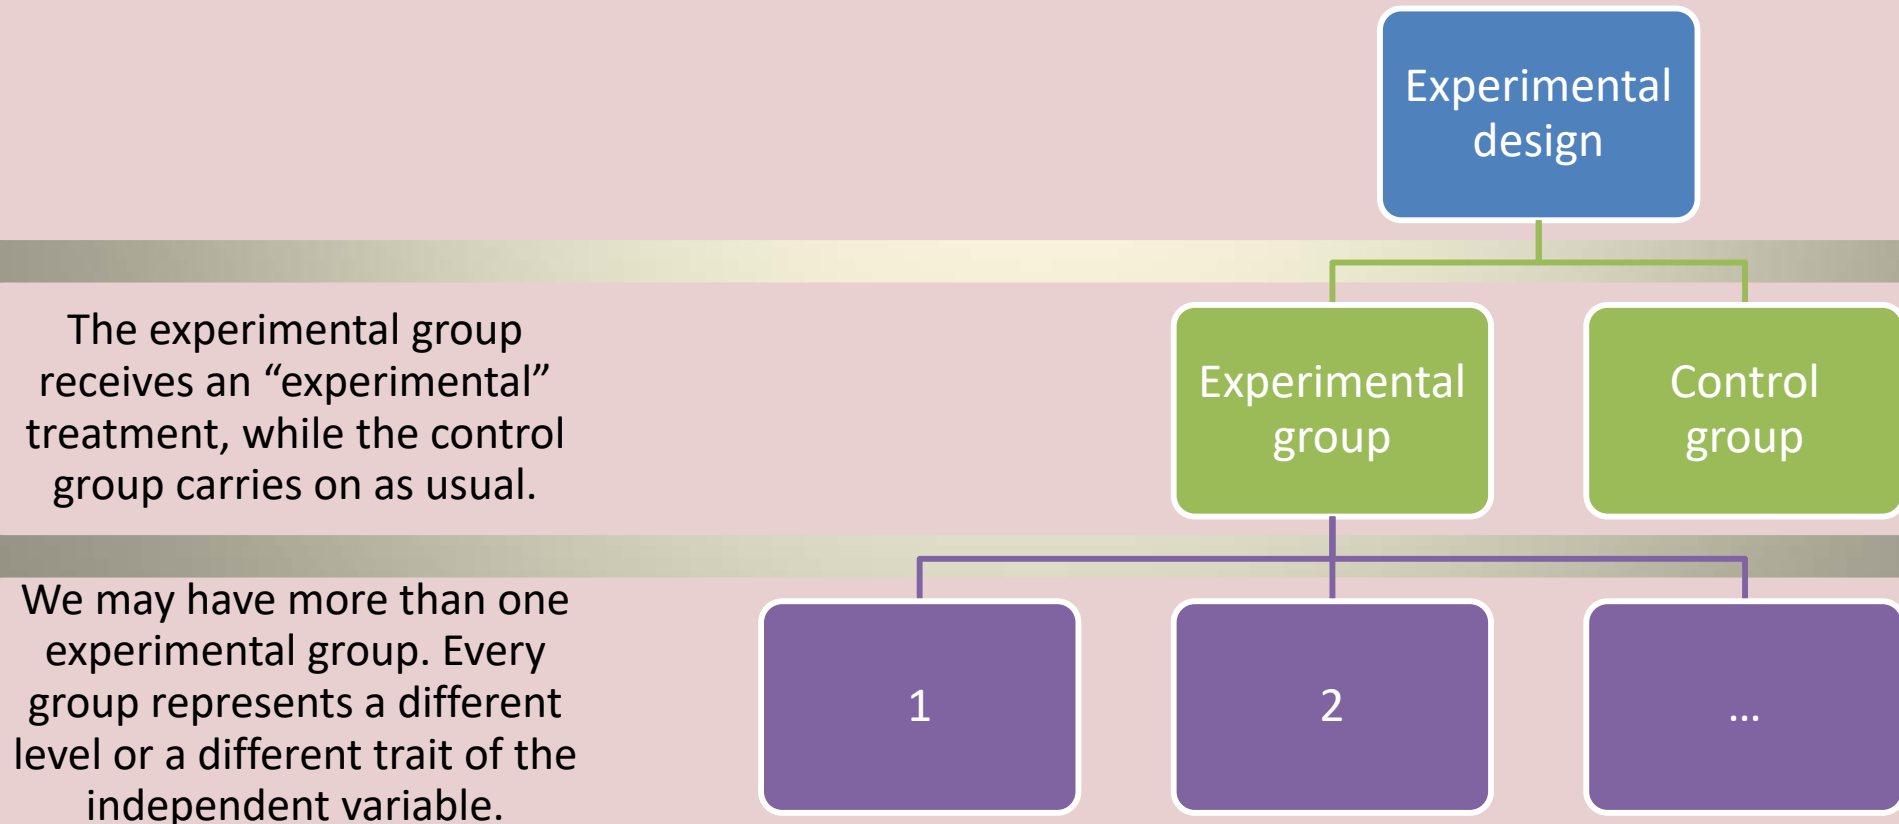 Experimental
design
The experimental group
receives an “experimental”
treatment, while the control
group carries on as usual.
Experimental
group
Control
group
We may have more than one
experimental group. Every
group represents a different
level or a different trait of the
independent variable.
1
2
...